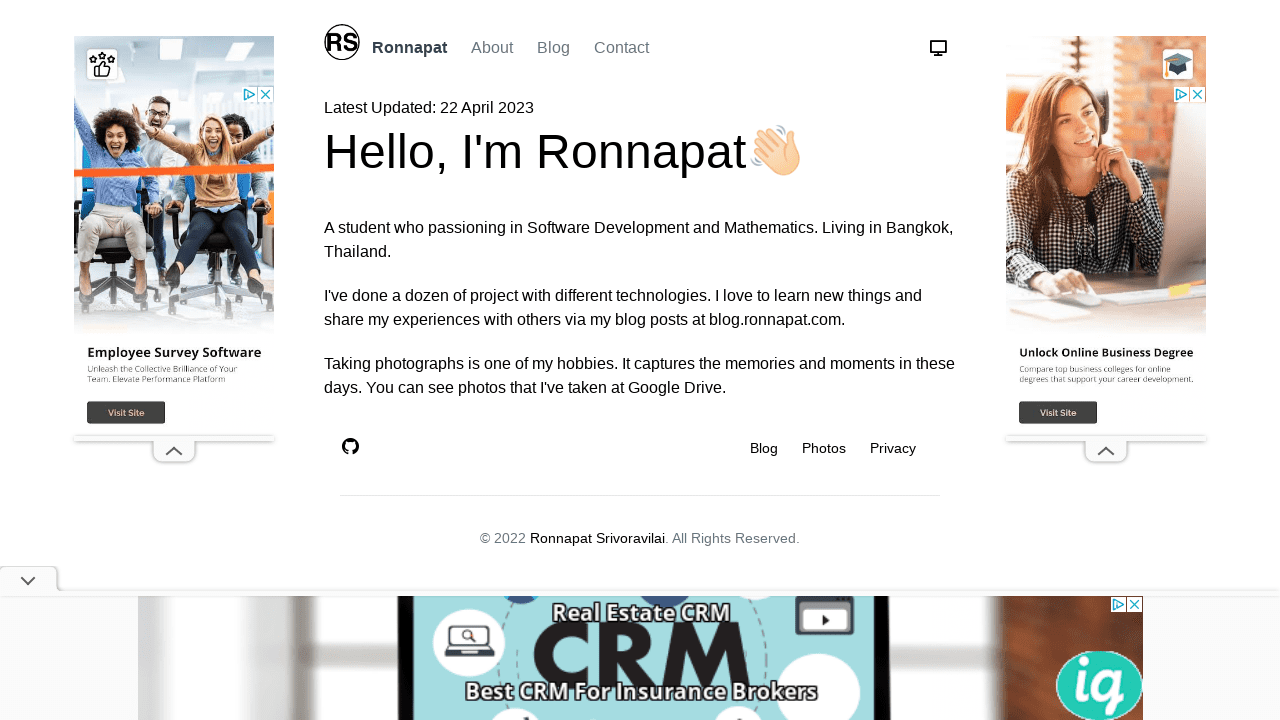 RS
Ronnapat About Blog Contact
Latest Updated: 22 April 2023
Hello, I'm Ronnapat
A student who passioning in Software Development and Mathematics. Living in Bangkok,
Thailand.
I've done a dozen of project with different technologies. I love to learn new things and
share my experiences with others via my blog posts at blog.ronnapat.com.
Taking photographs is one of my hobbies. It captures the memories and moments in these
days. You can see photos that I've taken at Google Drive.
Blog Photos Privacy
© 2022 Ronnapat Srivoravilai. All Rights Reserved.
Employee Survey Software
Unleash the Collective Brilliance of Your
Team. Elevate Performance Platform
Visit Site
Unlock Online Business Degree
Compare top business colleges for online
degrees that support your career development.
Visit Site
Real Estate CRM
CRM
Best CRM For Insurance Brokers
iq